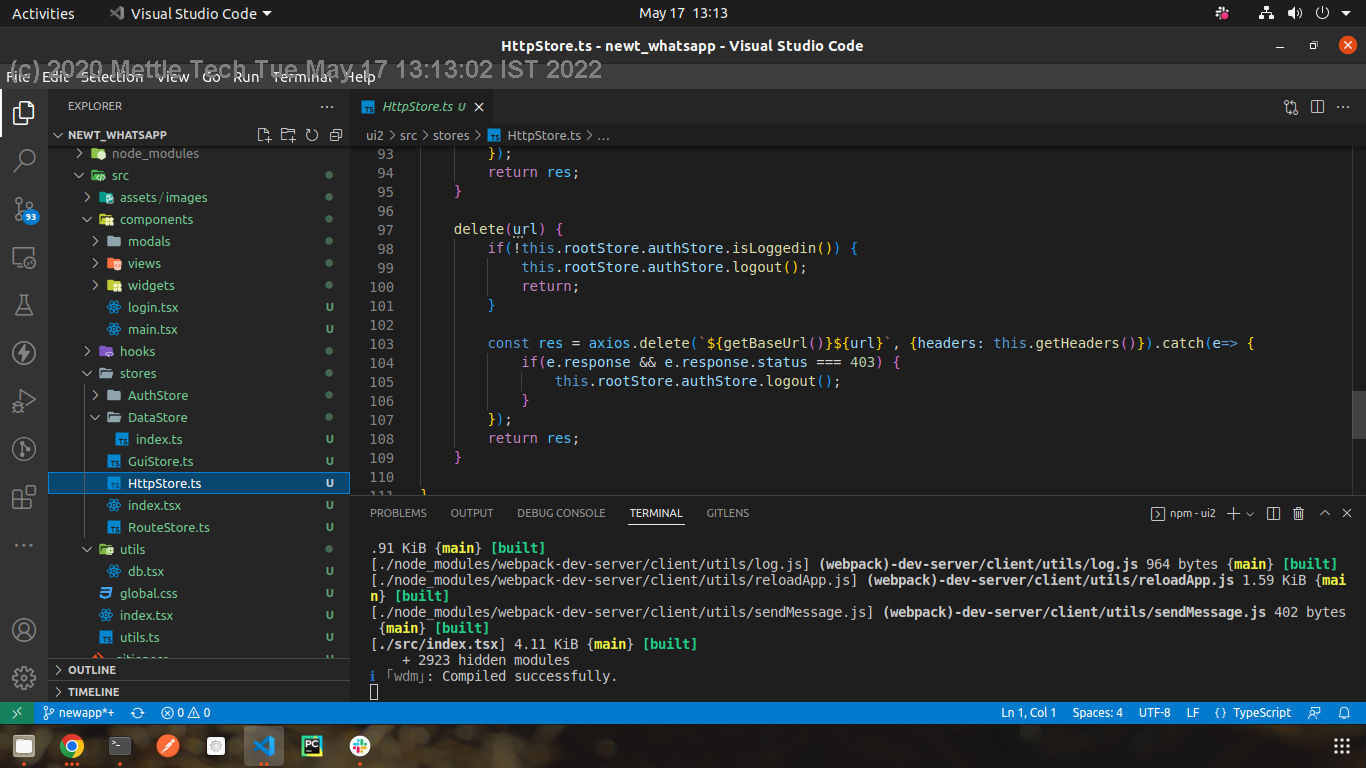 Activities
Visual Studio Code
May 17 13:13
HttpStore.ts - newt_whatsapp - Visual Studio Code
File Edit Selection View Go Run Terminal Help
(c) 2020 Mettle Tech Tue May 17 13:13:02 IST 2022
EXPLORER
NEWT_WHATSAPP
node_modules
src
assets/images
components
modals
views
widgets
login.tsx U
main.tsx U
hooks
stores
AuthStore
DataStore
index.ts U
GuiStore.ts U
HttpStore.ts U
index.tsx U
RouteStore.ts U
utils
db.tsx U
global.css U
index.tsx U
utils.ts U
.gitignore U
OUTLINE
TIMELINE
93
HttpStore.ts U
ui2 > src > stores > HttpStore.ts > ...
93 });
94 return res;
95 }
96
97 delete(url) {
98 if(!this.rootStore.authStore.isLoggedin()) {
99 this.rootStore.authStore.logout();
100 return;
101 }
102
103 const res = axios.delete(`${getBaseUrl()}${url}`, {headers: this.getHeaders()}).catch(e=> {
104 if(e.response && e.response.status === 403) {
105 this.rootStore.authStore.logout();
106 }
107 });
108 return res;
109 }
110
111 }
PROBLEMS OUTPUT DEBUG CONSOLE TERMINAL GITLENS
npm - ui2
.91 KiB {main} [built]
[./node_modules/webpack-dev-server/client/utils/log.js] (webpack)-dev-server/client/utils/log.js 964 bytes {main} [built]
[./node_modules/webpack-dev-server/client/utils/reloadApp.js] (webpack)-dev-server/client/utils/reloadApp.js 1.59 KiB {mai
n} [built]
[./node_modules/webpack-dev-server/client/utils/sendMessage.js] (webpack)-dev-server/client/utils/sendMessage.js 402 bytes
{main} [built]
[./src/index.tsx] 4.11 KiB {main} [built]
+ 2923 hidden modules
ℹ ｢wdm｣: Compiled successfully.
newapp*+ 0 0
Ln 1, Col 1 Spaces: 4 UTF-8 LF {} TypeScript
PC